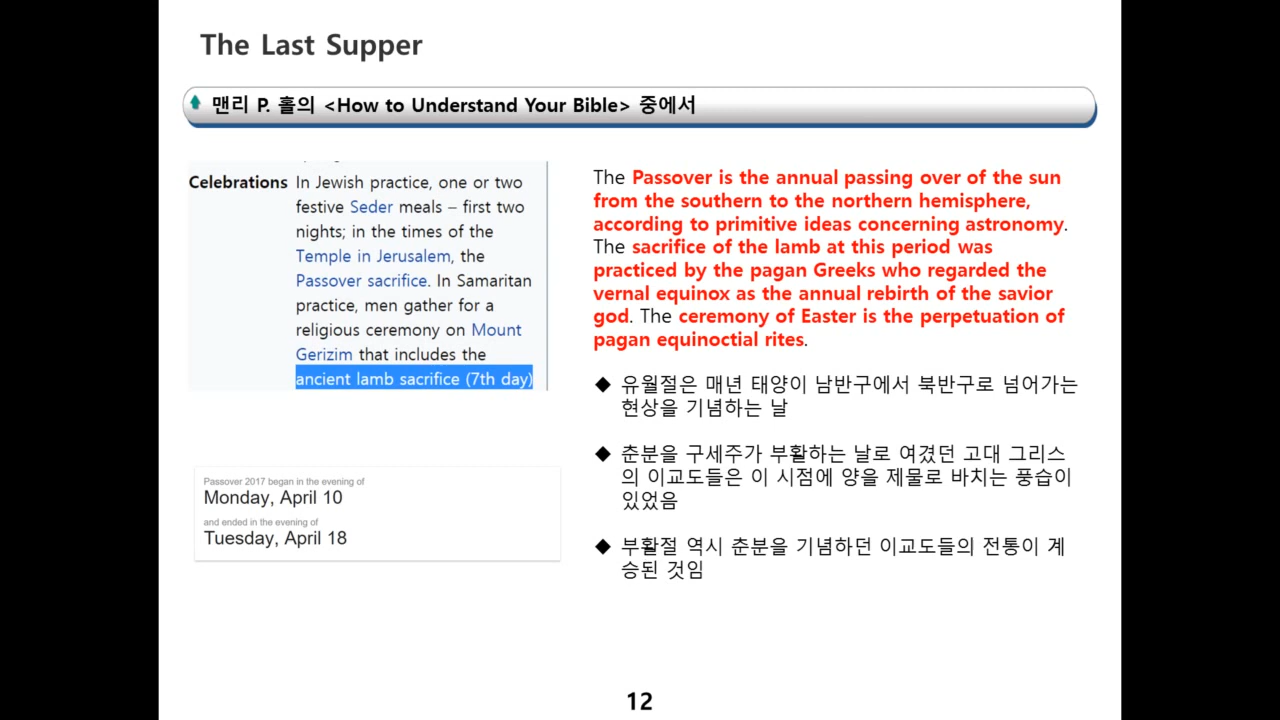 The Last Supper
맨리 P. 홀의 <How to Understand Your Bible> 중에서
Celebrations In Jewish practice, one or two
festive Seder meals – first two
nights; in the times of the
Temple in Jerusalem, the
Passover sacrifice. In Samaritan
practice, men gather for a
religious ceremony on Mount
Gerizim that includes the
ancient lamb sacrifice (7th day)
Passover 2017 began in the evening of
Monday, April 10
and ended in the evening of
Tuesday, April 18
The Passover is the annual passing over of the sun
from the southern to the northern hemisphere,
according to primitive ideas concerning astronomy.
The sacrifice of the lamb at this period was
practiced by the pagan Greeks who regarded the
vernal equinox as the annual rebirth of the savior
god. The ceremony of Easter is the perpetuation of
pagan equinoctial rites.
◆ 유월절은 매년 태양이 남반구에서 북반구로 넘어가는
현상을 기념하는 날
◆ 춘분을 구세주가 부활하는 날로 여겼던 고대 그리스
의 이교도들은 이 시점에 양을 제물로 바치는 풍습이
있었음
◆ 부활절 역시 춘분을 기념하던 이교도들의 전통이 계
승된 것임
12